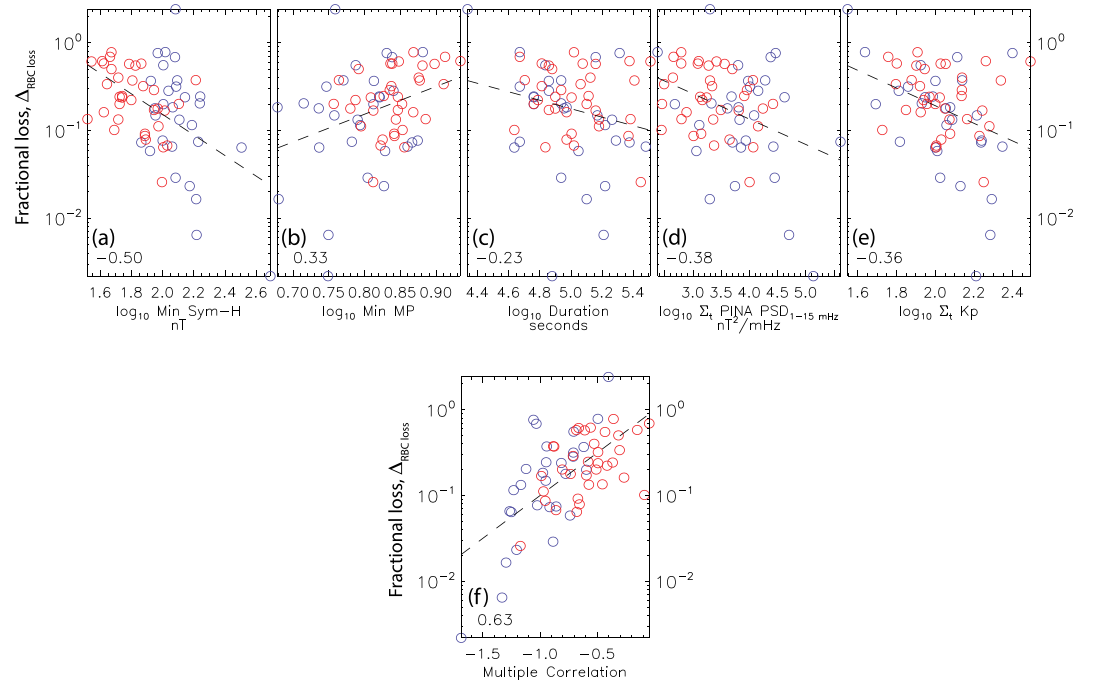 Fractional loss, Δ_RBC loss
10⁰
10⁻¹
10⁻²
(a)
−0.50
(b)
0.33
(c)
−0.23
(d)
−0.38
(e)
−0.36
10⁰
10⁻¹
10⁻²
1.6 1.8 2.0 2.2 2.4 2.6
log₁₀ Min Sym−H
nT
0.70 0.75 0.80 0.85 0.90
log₁₀ Min MP
4.4 4.6 4.8 5.0 5.2 5.4
log₁₀ Duration
seconds
3.0 3.5 4.0 4.5 5.0
log₁₀ Σₜ PINA PSD₁₋₁₅ mHz
nT²/mHz
1.6 1.8 2.0 2.2 2.4
log₁₀ Σₜ Kp
Fractional loss, Δ_RBC loss
10⁰
10⁻¹
10⁻²
(f)
0.63
10⁰
10⁻¹
10⁻²
−1.5 −1.0 −0.5
Multiple Correlation